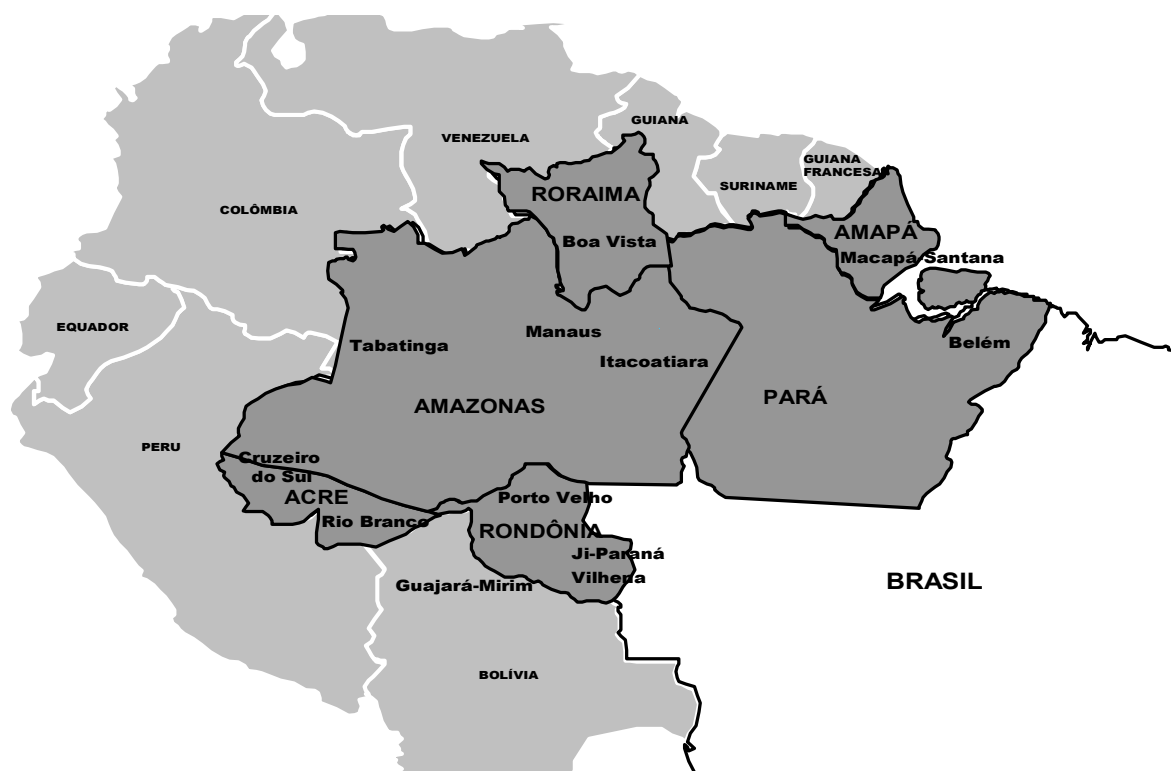 GUIANA
VENEZUELA
GUIANA
FRANCESA
SURINAME
RORAIMA
COLÔMBIA
AMAPÁ
Boa Vista
Macapá-Santana
EQUADOR
Manaus
Belém
Tabatinga
Itacoatiara
PARÁ
AMAZONAS
PERU
Cruzeiro
do Sul
ACRE
Porto Velho
Rio Branco
RONDÔNIA
Ji-Paraná
Vilhena
Guajará-Mirim
BRASIL
BOLÍVIA